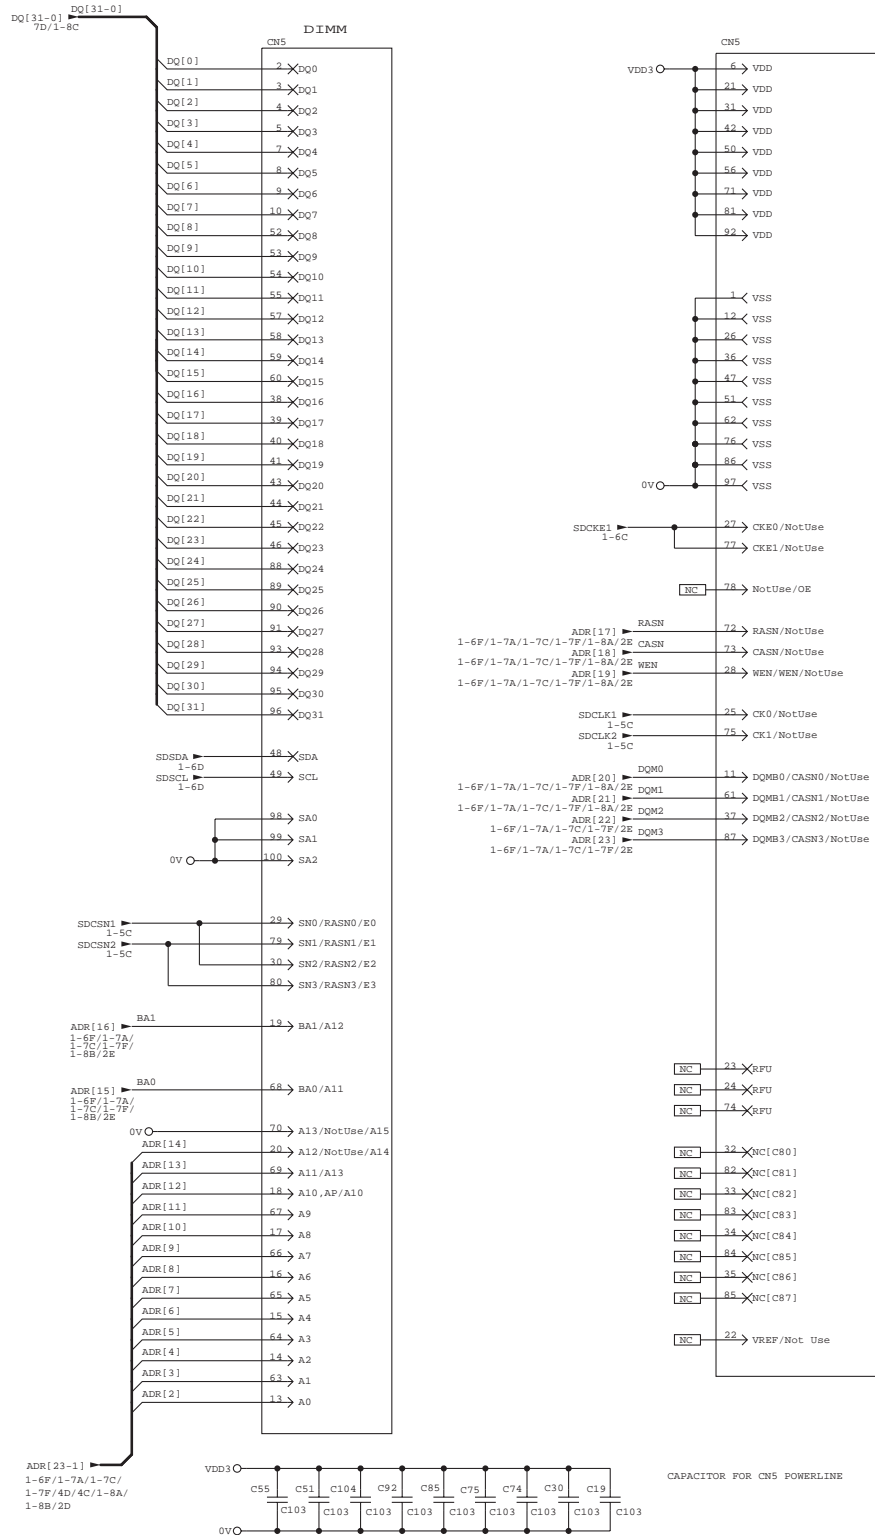 DQ[31-0] DQ[31-0]
7D/1-8C
DIMM
CN5
DQ[0] 2 DQ0
DQ[1] 3 DQ1
DQ[2] 4 DQ2
DQ[3] 5 DQ3
DQ[4] 7 DQ4
DQ[5] 8 DQ5
DQ[6] 9 DQ6
DQ[7] 10 DQ7
DQ[8] 52 DQ8
DQ[9] 53 DQ9
DQ[10] 54 DQ10
DQ[11] 55 DQ11
DQ[12] 57 DQ12
DQ[13] 58 DQ13
DQ[14] 59 DQ14
DQ[15] 60 DQ15
DQ[16] 38 DQ16
DQ[17] 39 DQ17
DQ[18] 40 DQ18
DQ[19] 41 DQ19
DQ[20] 43 DQ20
DQ[21] 44 DQ21
DQ[22] 45 DQ22
DQ[23] 46 DQ23
DQ[24] 88 DQ24
DQ[25] 89 DQ25
DQ[26] 90 DQ26
DQ[27] 91 DQ27
DQ[28] 93 DQ28
DQ[29] 94 DQ29
DQ[30] 95 DQ30
DQ[31] 96 DQ31
SDSDA 48 SDA
1-6D
SDSCL 49 SCL
1-6D
98 SA0
99 SA1
0V 100 SA2
SDCSN1 29 SN0/RASN0/E0
1-5C
SDCSN2 79 SN1/RASN1/E1
1-5C
30 SN2/RASN2/E2
80 SN3/RASN3/E3
ADR[16] BA1 19 BA1/A12
1-6F/1-7A/
1-7C/1-7F/
1-8B/2E
ADR[15] BA0 68 BA0/A11
1-6F/1-7A/
1-7C/1-7F/
1-8B/2E
0V 70 A13/NotUse/A15
ADR[14] 20 A12/NotUse/A14
ADR[13] 69 A11/A13
ADR[12] 18 A10,AP/A10
ADR[11] 67 A9
ADR[10] 17 A8
ADR[9] 66 A7
ADR[8] 16 A6
ADR[7] 65 A5
ADR[6] 15 A4
ADR[5] 64 A3
ADR[4] 14 A2
ADR[3] 63 A1
ADR[2] 13 A0
ADR[23-1]
1-6F/1-7A/1-7C/
1-7F/4D/4C/1-8A/
1-8B/2D
CN5
VDD3 6 VDD
21 VDD
31 VDD
42 VDD
50 VDD
56 VDD
71 VDD
81 VDD
92 VDD
1 VSS
12 VSS
26 VSS
36 VSS
47 VSS
51 VSS
62 VSS
76 VSS
86 VSS
0V 97 VSS
SDCKE1 27 CKE0/NotUse
1-6C
77 CKE1/NotUse
NC 78 NotUse/OE
ADR[17] RASN 72 RASN/NotUse
1-6F/1-7A/1-7C/1-7F/1-8A/2E
ADR[18] CASN 73 CASN/NotUse
1-6F/1-7A/1-7C/1-7F/1-8A/2E
ADR[19] WEN 28 WEN/WEN/NotUse
1-6F/1-7A/1-7C/1-7F/1-8A/2E
SDCLK1 25 CK0/NotUse
1-5C
SDCLK2 75 CK1/NotUse
1-5C
ADR[20] DQM0 11 DQMB0/CASN0/NotUse
1-6F/1-7A/1-7C/1-7F/1-8A/2E
ADR[21] DQM1 61 DQMB1/CASN1/NotUse
1-6F/1-7A/1-7C/1-7F/1-8A/2E
ADR[22] DQM2 37 DQMB2/CASN2/NotUse
1-6F/1-7A/1-7C/1-7F/2E
ADR[23] DQM3 87 DQMB3/CASN3/NotUse
1-6F/1-7A/1-7C/1-7F/2E
NC 23 RFU
NC 24 RFU
NC 74 RFU
NC 32 NC[C80]
NC 82 NC[C81]
NC 33 NC[C82]
NC 83 NC[C83]
NC 34 NC[C84]
NC 84 NC[C85]
NC 35 NC[C86]
NC 85 NC[C87]
NC 22 VREF/Not Use
VDD3
C55 C51 C104 C92 C85 C75 C74 C30 C19
C103 C103 C103 C103 C103 C103 C103 C103 C103
0V
CAPACITOR FOR CN5 POWERLINE